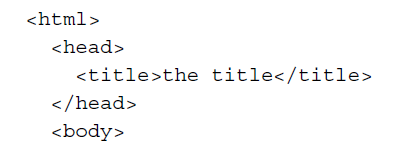 <html>
  <head>
    <title>the title</title>
  </head>
  <body>